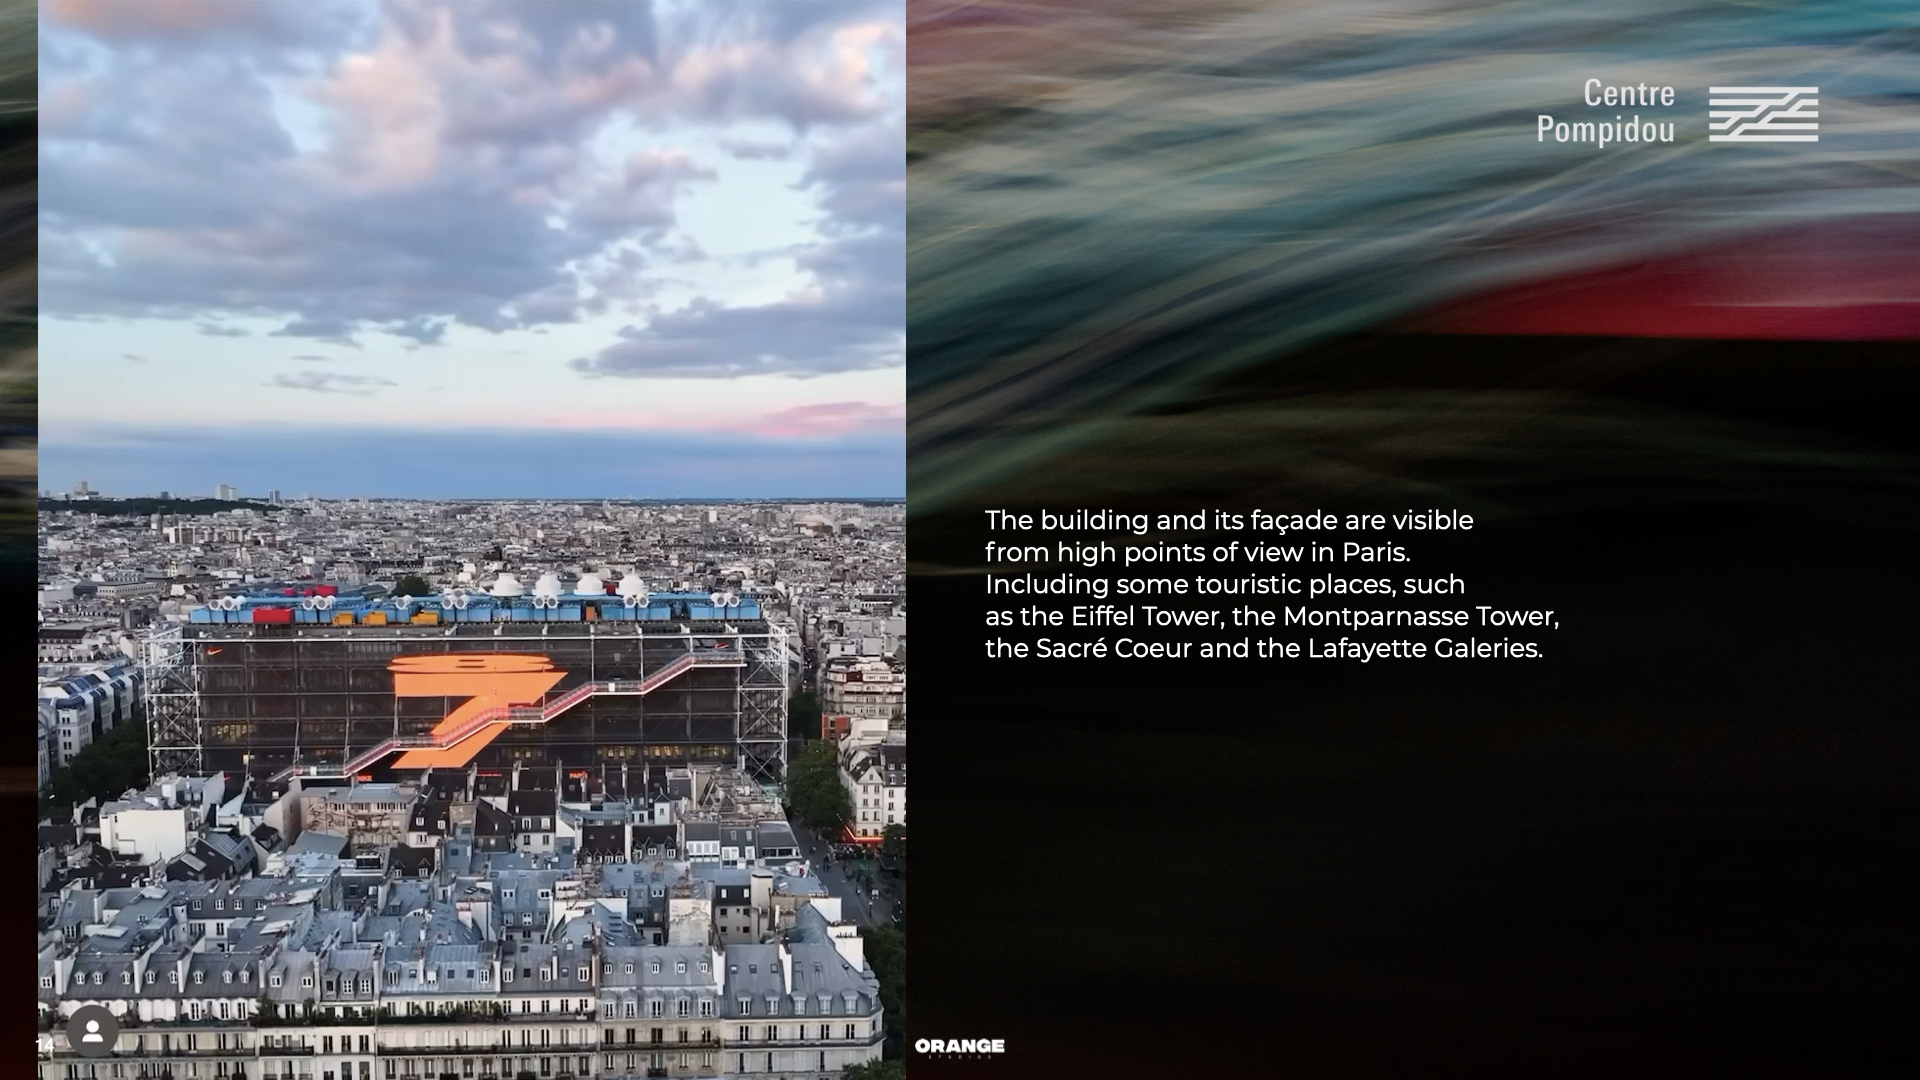 Centre
Pompidou
The building and its façade are visible
from high points of view in Paris.
Including some touristic places, such
as the Eiffel Tower, the Montparnasse Tower,
the Sacré Coeur and the Lafayette Galeries.
14
ORANGE
STUDIOS